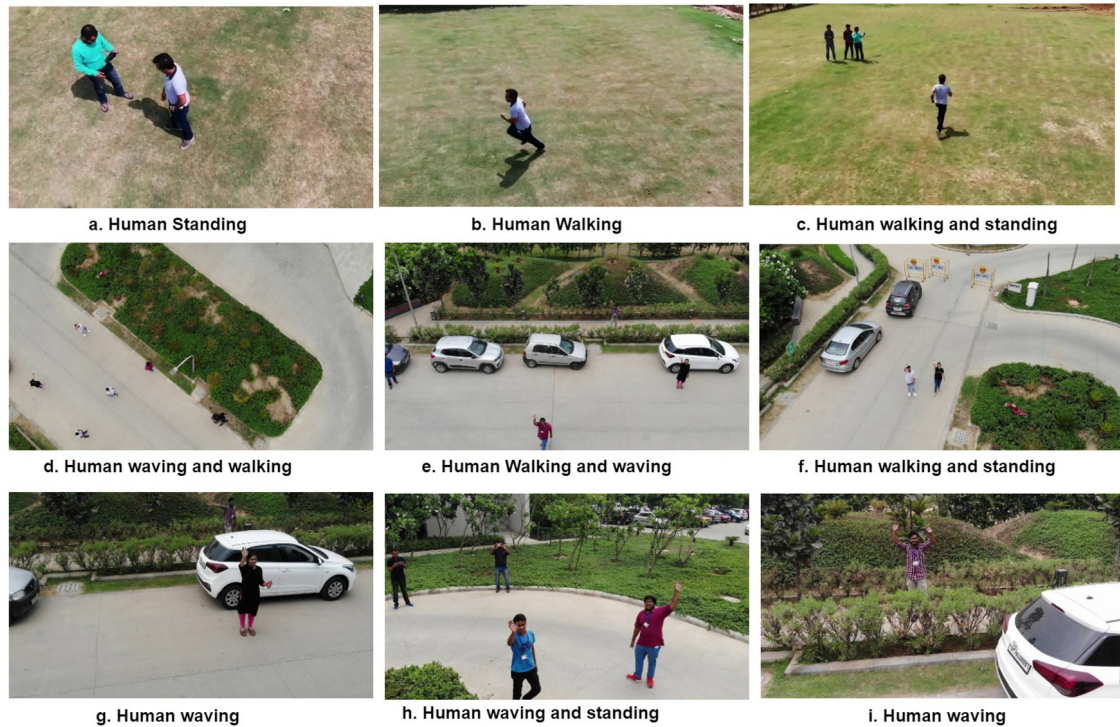 a. Human Standing
b. Human Walking
c. Human walking and standing
d. Human waving and walking
e. Human Walking and waving
f. Human walking and standing
g. Human waving
h. Human waving and standing
i. Human waving